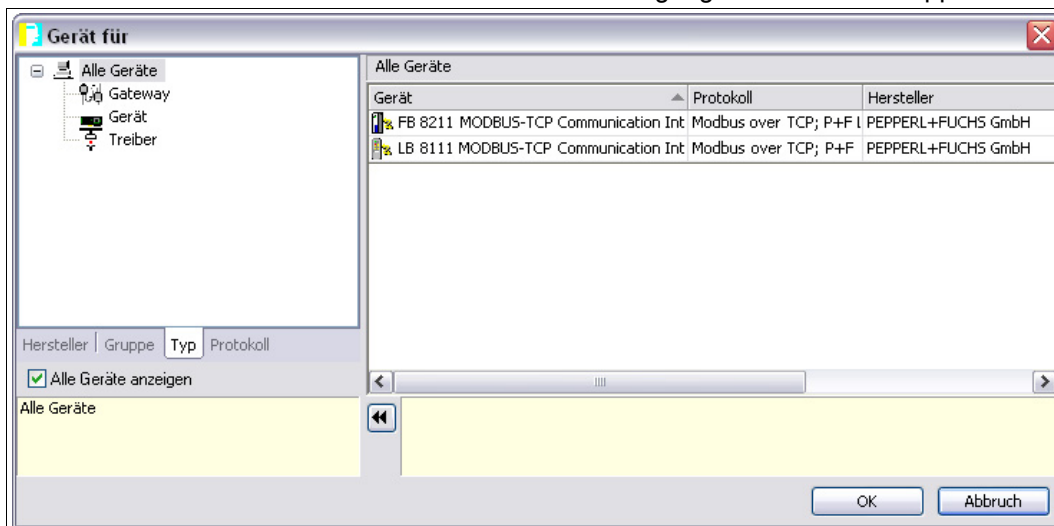 Gerät für
Alle Geräte
Gateway
Gerät
Treiber
Hersteller Gruppe Typ Protokoll
Alle Geräte anzeigen
Alle Geräte
Alle Geräte
Gerät Protokoll Hersteller
FB 8211 MODBUS-TCP Communication Int Modbus over TCP; P+F L PEPPERL+FUCHS GmbH
LB 8111 MODBUS-TCP Communication Int Modbus over TCP; P+F PEPPERL+FUCHS GmbH
OK Abbruch